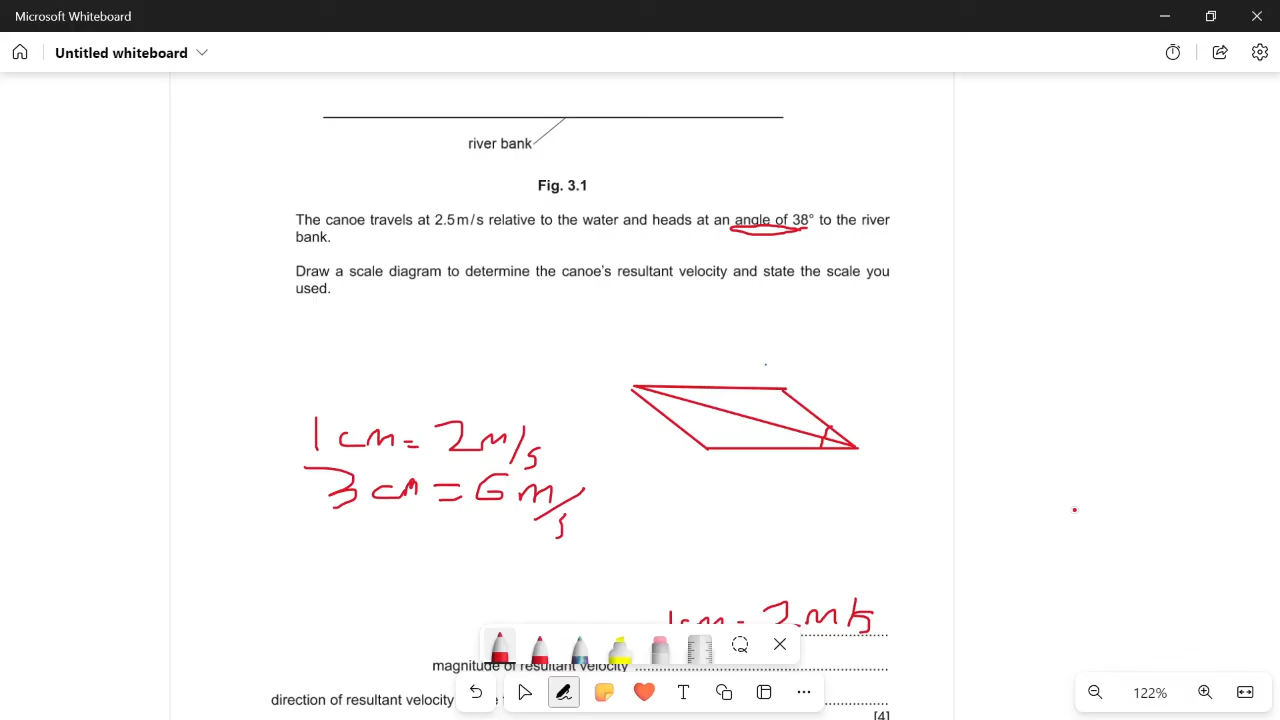 Microsoft Whiteboard
Untitled whiteboard
river bank
Fig. 3.1
The canoe travels at 2.5 m/s relative to the water and heads at an angle of 38° to the river
bank.
Draw a scale diagram to determine the canoe's resultant velocity and state the scale you
used.
1 cm = 2 m/s
3 cm = 6 m/s
magnitude of resultant velocity ........................................
direction of resultant velocity
[4]
122%